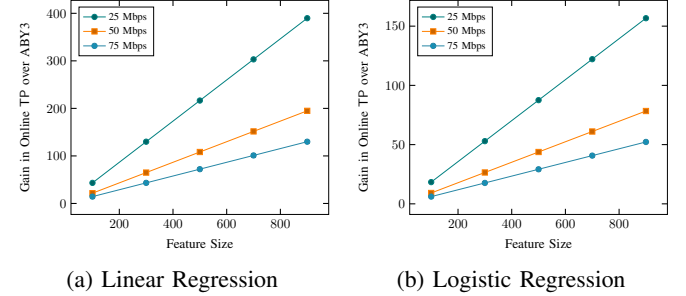 25 Mbps
50 Mbps
75 Mbps
400
300
200
100
0
Gain in Online TP over ABY3
200 400 600 800
Feature Size
(a) Linear Regression
25 Mbps
50 Mbps
75 Mbps
150
100
50
0
Gain in Online TP over ABY3
200 400 600 800
Feature Size
(b) Logistic Regression